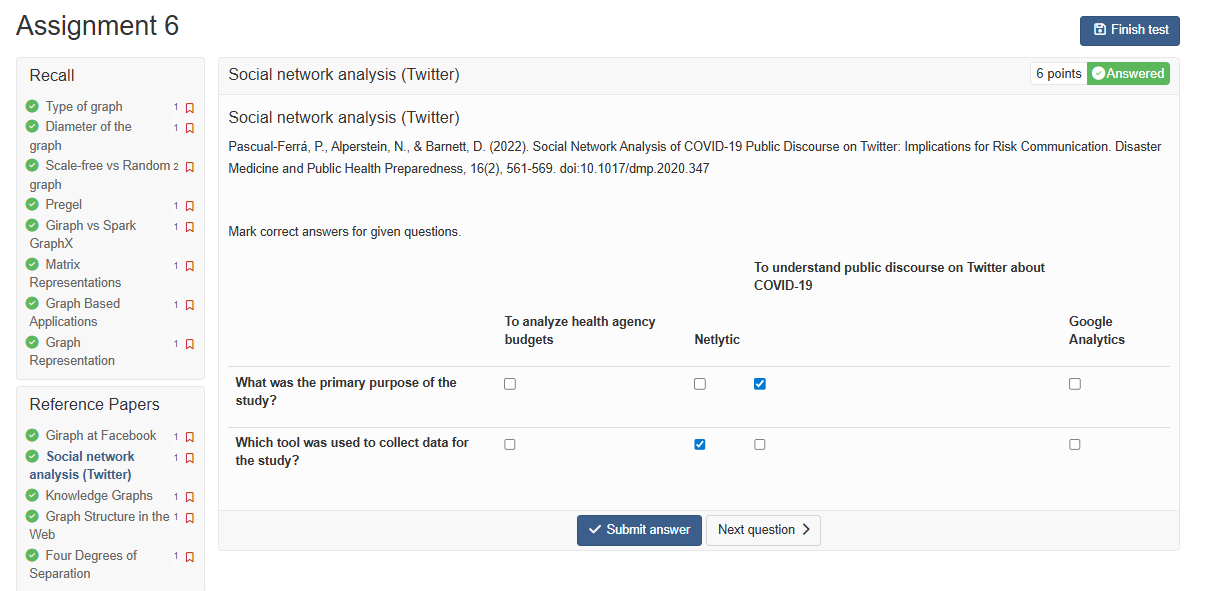 Assignment 6
Finish test
Recall
Type of graph 1
Diameter of the 1
graph
Scale-free vs Random 2
graph
Pregel 1
Giraph vs Spark 1
GraphX
Matrix 1
Representations
Graph Based 1
Applications
Graph 1
Representation
Reference Papers
Giraph at Facebook 1
Social network 1
analysis (Twitter)
Knowledge Graphs 1
Graph Structure in the 1
Web
Four Degrees of 1
Separation
Social network analysis (Twitter)
6 points Answered
Social network analysis (Twitter)
Pascual-Ferrá, P., Alperstein, N., & Barnett, D. (2022). Social Network Analysis of COVID-19 Public Discourse on Twitter: Implications for Risk Communication. Disaster
Medicine and Public Health Preparedness, 16(2), 561-569. doi:10.1017/dmp.2020.347
Mark correct answers for given questions.
To understand public discourse on Twitter about
COVID-19
To analyze health agency
budgets
Netlytic
Google
Analytics
What was the primary purpose of the
study?
Which tool was used to collect data for
the study?
Submit answer
Next question